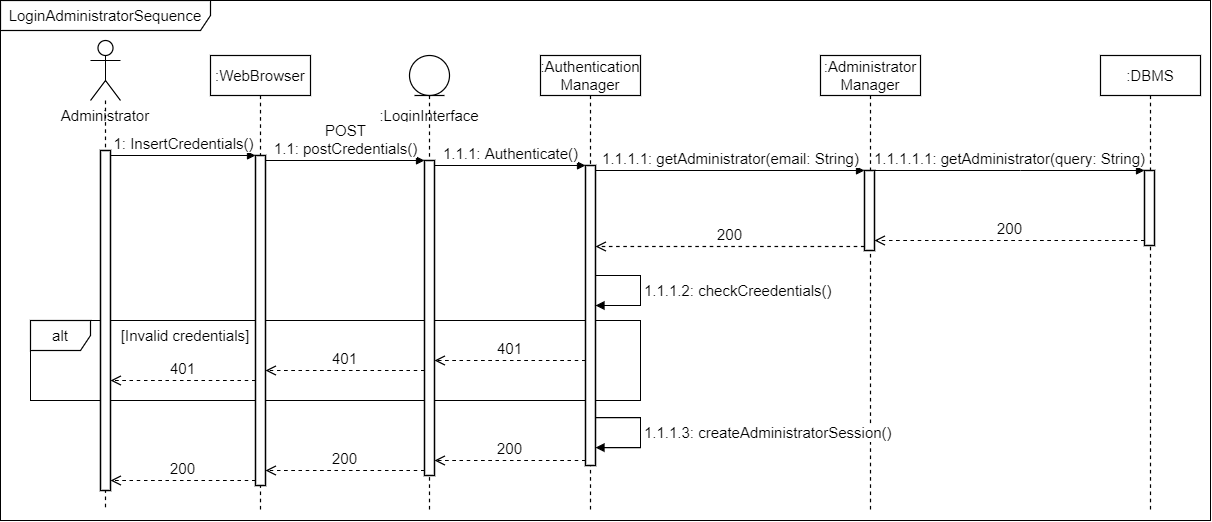 LoginAdministratorSequence
Administrator
:WebBrowser
:LoginInterface
:Authentication
Manager
:Administrator
Manager
:DBMS
1: InsertCredentials()
POST
1.1: postCredentials()
1.1.1: Authenticate()
1.1.1.1: getAdministrator(email: String)
1.1.1.1.1: getAdministrator(query: String)
200
200
1.1.1.2: checkCreedentials()
alt
[Invalid credentials]
401
401
401
1.1.1.3: createAdministratorSession()
200
200
200